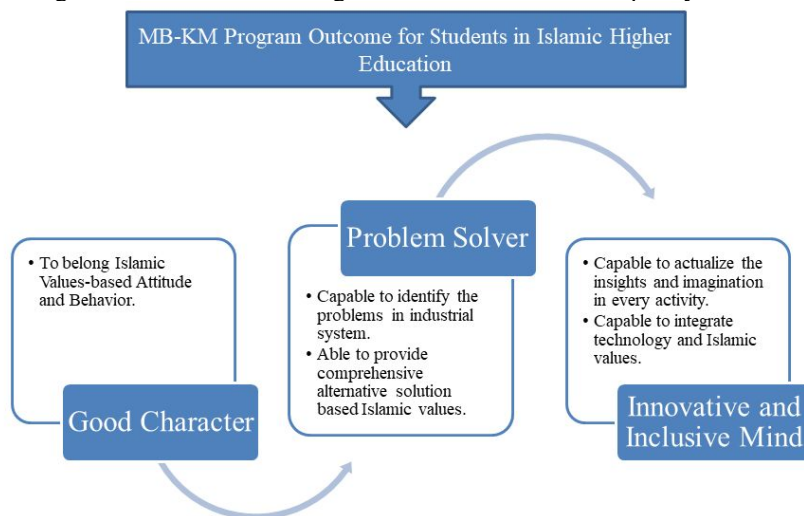 MB-KM Program Outcome for Students in Islamic Higher
Education
• To belong Islamic
Values-based Attitude
and Behavior.
Good Character
Problem Solver
• Capable to identify the
problems in industrial
system.
• Able to provide
comprehensive
alternative solution
based Islamic values.
• Capable to actualize the
insights and imagination
in every activity.
• Capable to integrate
technology and Islamic
values.
Innovative and
Inclusive Mind